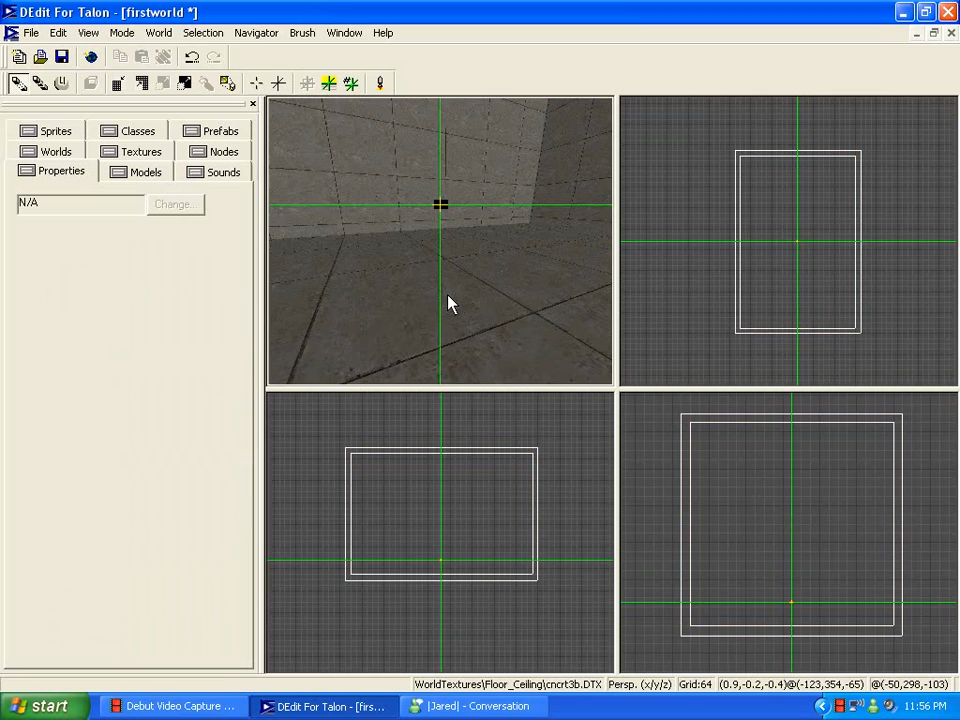 DEdit For Talon - [firstworld *]
File Edit View Mode World Selection Navigator Brush Window Help
Sprites Classes Prefabs
Worlds Textures Nodes
Properties Models Sounds
N/A Change...
WorldTextures\Floor_Ceiling\cncrt3b.DTX Persp. (x/y/z) Grid:64 (0.9,-0.2,-0.4)@(-123,354,-65) @(-50,298,-103)
start Debut Video Capture ... DEdit For Talon - [firs... [Jared] - Conversation 11:56 PM